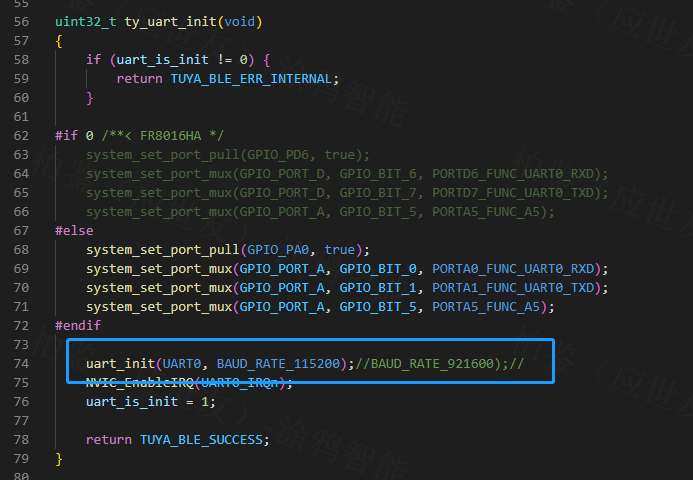 55
56 uint32_t ty_uart_init(void)
57 {
58 if (uart_is_init != 0) {
59 return TUYA_BLE_ERR_INTERNAL;
60 }
61
62 #if 0 /**< FR8016HA */
63 system_set_port_pull(GPIO_PD6, true);
64 system_set_port_mux(GPIO_PORT_D, GPIO_BIT_6, PORTD6_FUNC_UART0_RXD);
65 system_set_port_mux(GPIO_PORT_D, GPIO_BIT_7, PORTD7_FUNC_UART0_TXD);
66 system_set_port_mux(GPIO_PORT_A, GPIO_BIT_5, PORTA5_FUNC_A5);
67 #else
68 system_set_port_pull(GPIO_PA0, true);
69 system_set_port_mux(GPIO_PORT_A, GPIO_BIT_0, PORTA0_FUNC_UART0_RXD);
70 system_set_port_mux(GPIO_PORT_A, GPIO_BIT_1, PORTA1_FUNC_UART0_TXD);
71 system_set_port_mux(GPIO_PORT_A, GPIO_BIT_5, PORTA5_FUNC_A5);
72 #endif
73
74 uart_init(UART0, BAUD_RATE_115200);//BAUD_RATE_921600);//
75 NVIC_EnableIRQ(UART0_IRQn);
76 uart_is_init = 1;
77
78 return TUYA_BLE_SUCCESS;
79 }
80